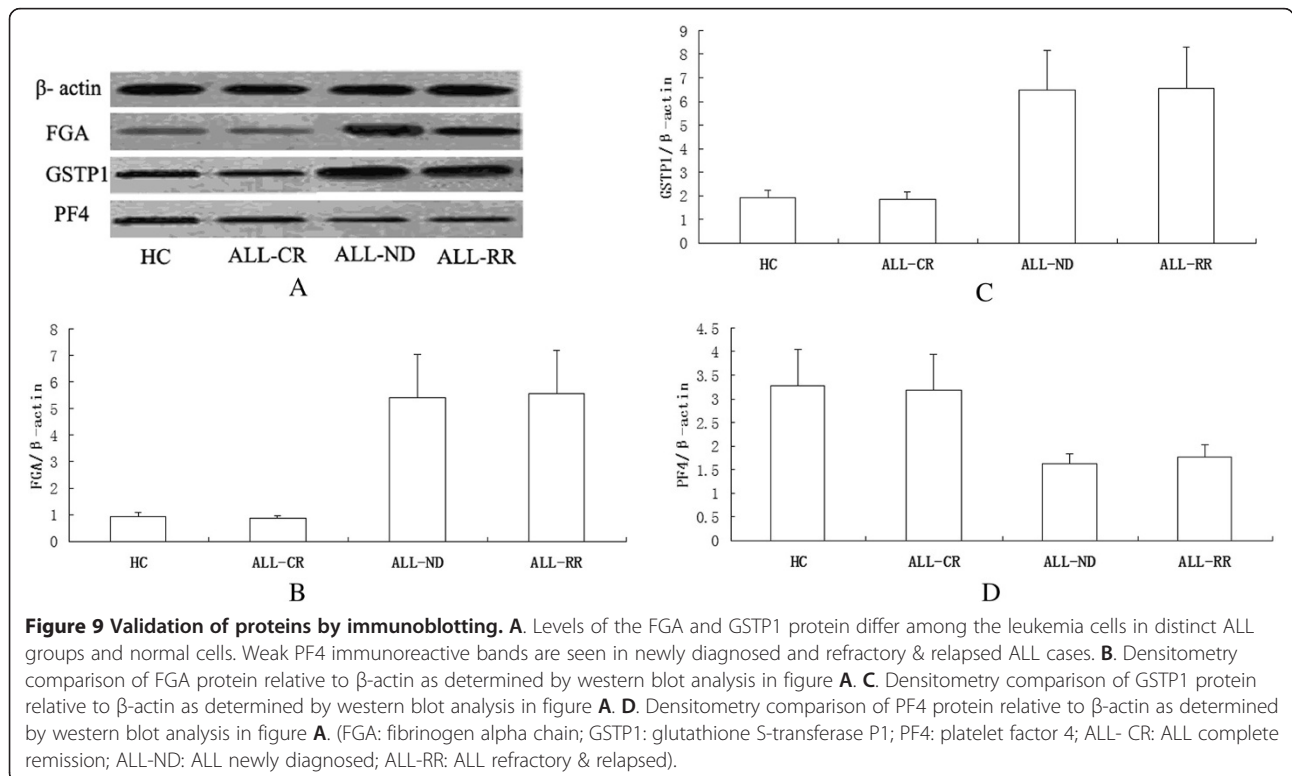 β- actin
FGA
GSTP1
PF4
HC ALL-CR ALL-ND ALL-RR
A
GSTP1/β-actin
9
8
7
6
5
4
3
2
1
0
HC ALL-CR ALL-ND ALL-RR
C
FGA/β-actin
8
7
6
5
4
3
2
1
0
HC ALL-CR ALL-ND ALL-RR
B
PF4/β-actin
4.5
4
3.5
3
2.5
2
1.5
1
0.5
0
HC ALL-CR ALL-ND ALL-RR
D
Figure 9 Validation of proteins by immunoblotting. A. Levels of the FGA and GSTP1 protein differ among the leukemia cells in distinct ALL
groups and normal cells. Weak PF4 immunoreactive bands are seen in newly diagnosed and refractory & relapsed ALL cases. B. Densitometry
comparison of FGA protein relative to β-actin as determined by western blot analysis in figure A. C. Densitometry comparison of GSTP1 protein
relative to β-actin as determined by western blot analysis in figure A. D. Densitometry comparison of PF4 protein relative to β-actin as determined
by western blot analysis in figure A. (FGA: fibrinogen alpha chain; GSTP1: glutathione S-transferase P1; PF4: platelet factor 4; ALL- CR: ALL complete
remission; ALL-ND: ALL newly diagnosed; ALL-RR: ALL refractory & relapsed).